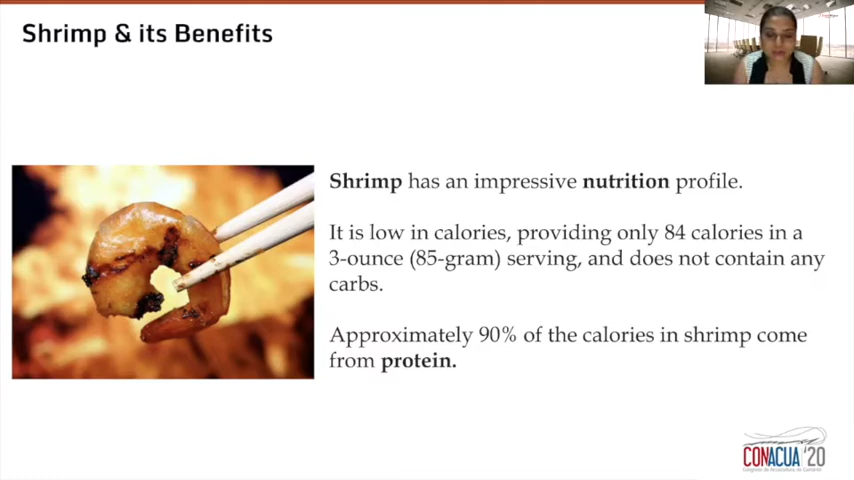 Shrimp & its Benefits
Shrimp has an impressive nutrition profile.
It is low in calories, providing only 84 calories in a
3-ounce (85-gram) serving, and does not contain any
carbs.
Approximately 90% of the calories in shrimp come
from protein.
CONACUA '20